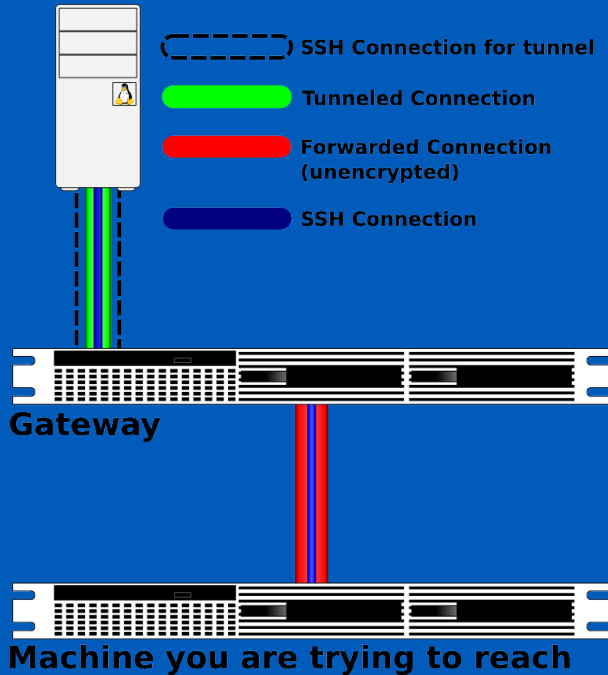 SSH Connection for tunnel
Tunneled Connection
Forwarded Connection
(unencrypted)
SSH Connection
Gateway
Machine you are trying to reach